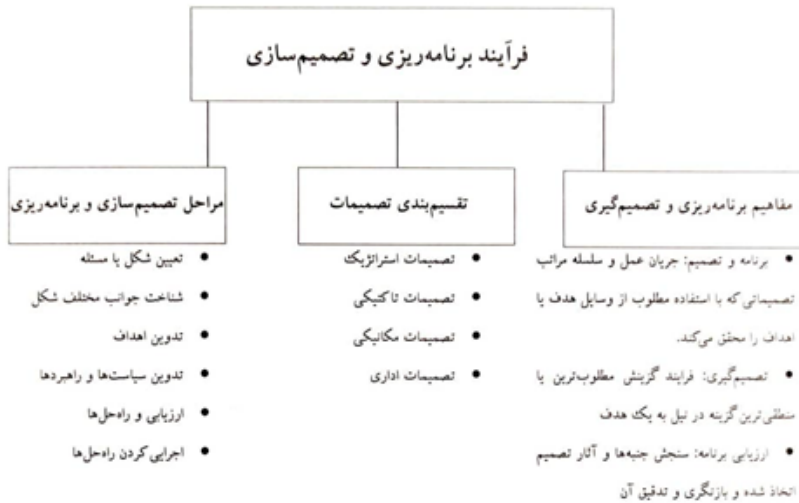 فرآیند برنامه‌ریزی و تصمیم‌سازی
مفاهیم برنامه‌ریزی و تصمیم‌گیری
• برنامه و تصمیم: جریان عمل و سلسله مراتب
تصمیماتی که با استفاده مطلوب از وسایل هدف یا
اهداف را محقق می‌کند.
• تصمیم‌گیری: فرایند گزینش مطلوب‌ترین یا
منطقی‌ترین گزینه در نیل به یک هدف
• ارزیابی برنامه: سنجش جنبه‌ها و آثار تصمیم
اتخاذ شده و بازنگری و تدقیق آن
تقسیم‌بندی تصمیمات
• تصمیمات استراتژیک
• تصمیمات تاکتیکی
• تصمیمات مکانیکی
• تصمیمات اداری
مراحل تصمیم‌سازی و برنامه‌ریزی
• تعیین شکل یا مسئله
• شناخت جوانب مختلف شکل
• تدوین اهداف
• تدوین سیاست‌ها و راهبردها
• ارزیابی و راه‌حل‌ها
• اجرایی کردن راه‌حل‌ها